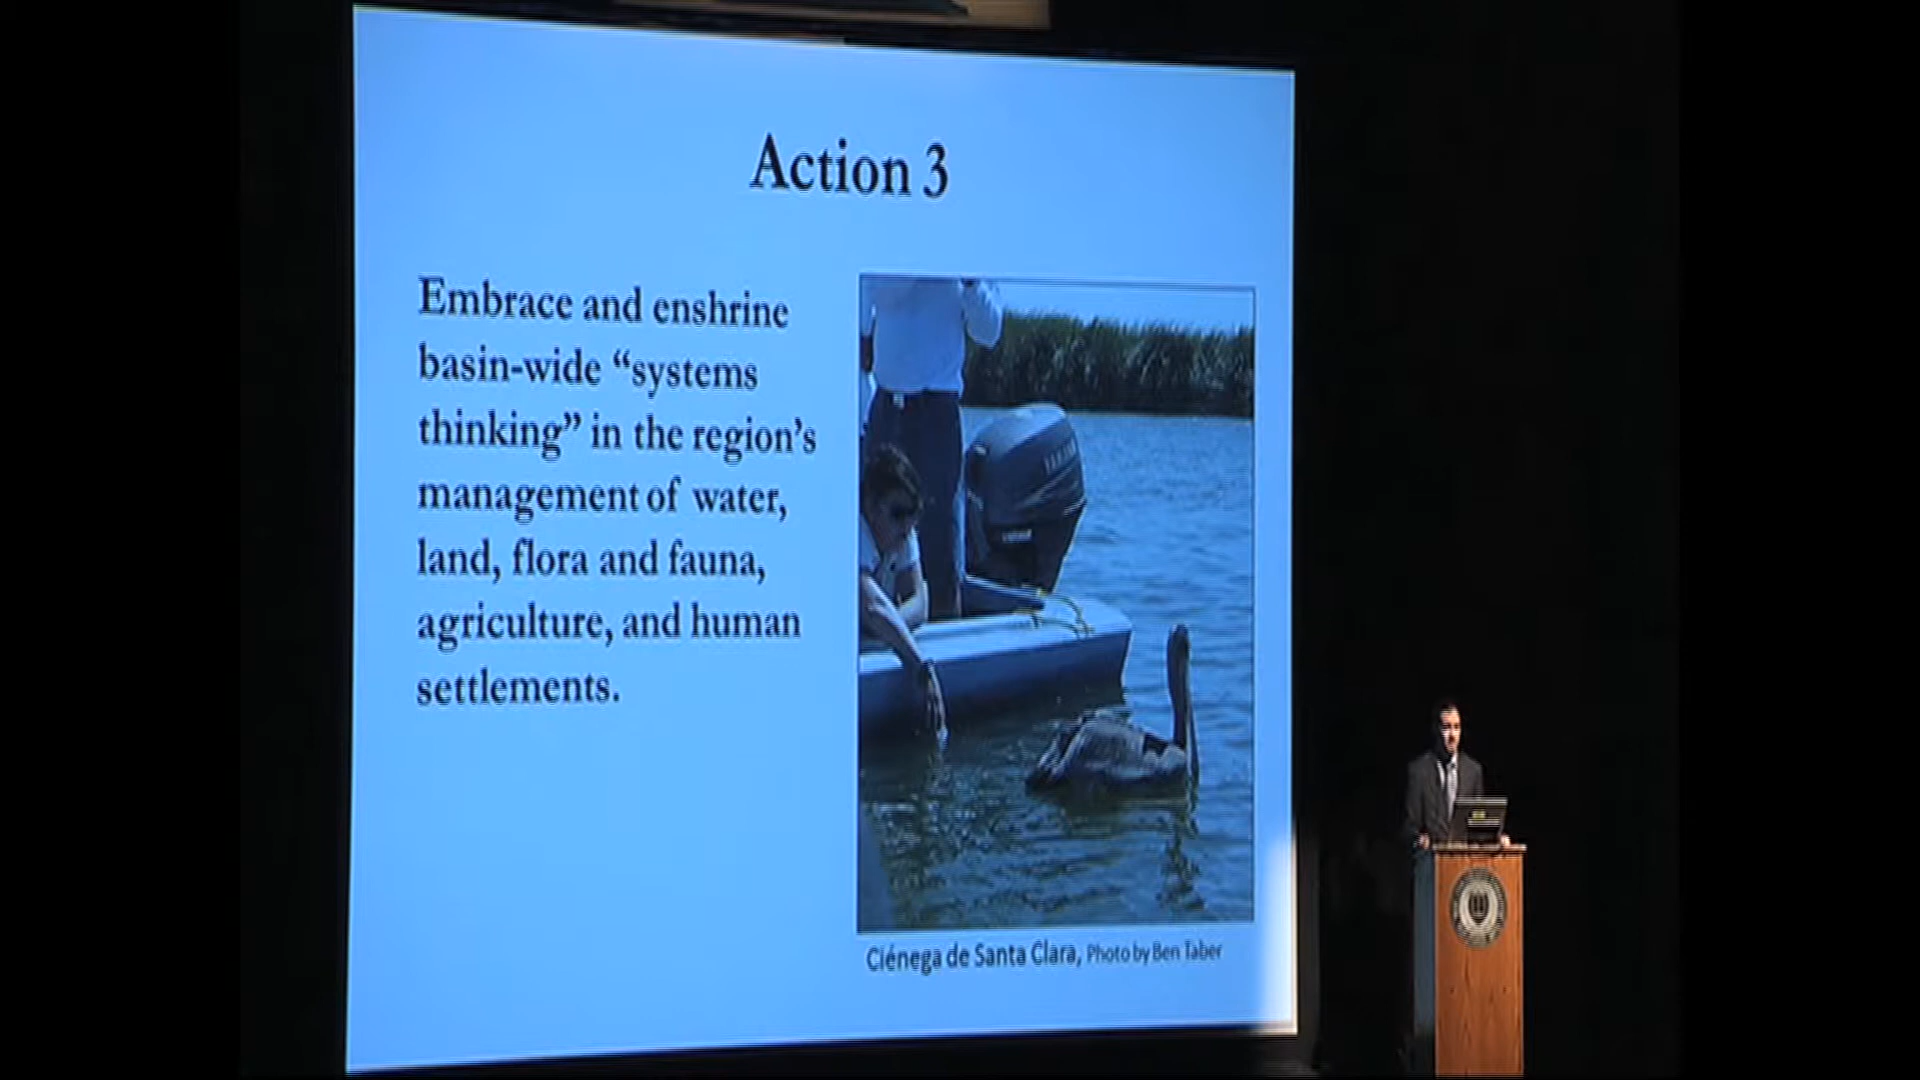 Action 3
Embrace and enshrine
basin-wide “systems
thinking” in the region’s
management of water,
land, flora and fauna,
agriculture, and human
settlements.
YAMAHA
Ciénega de Santa Clara, Photo by Ben Taber